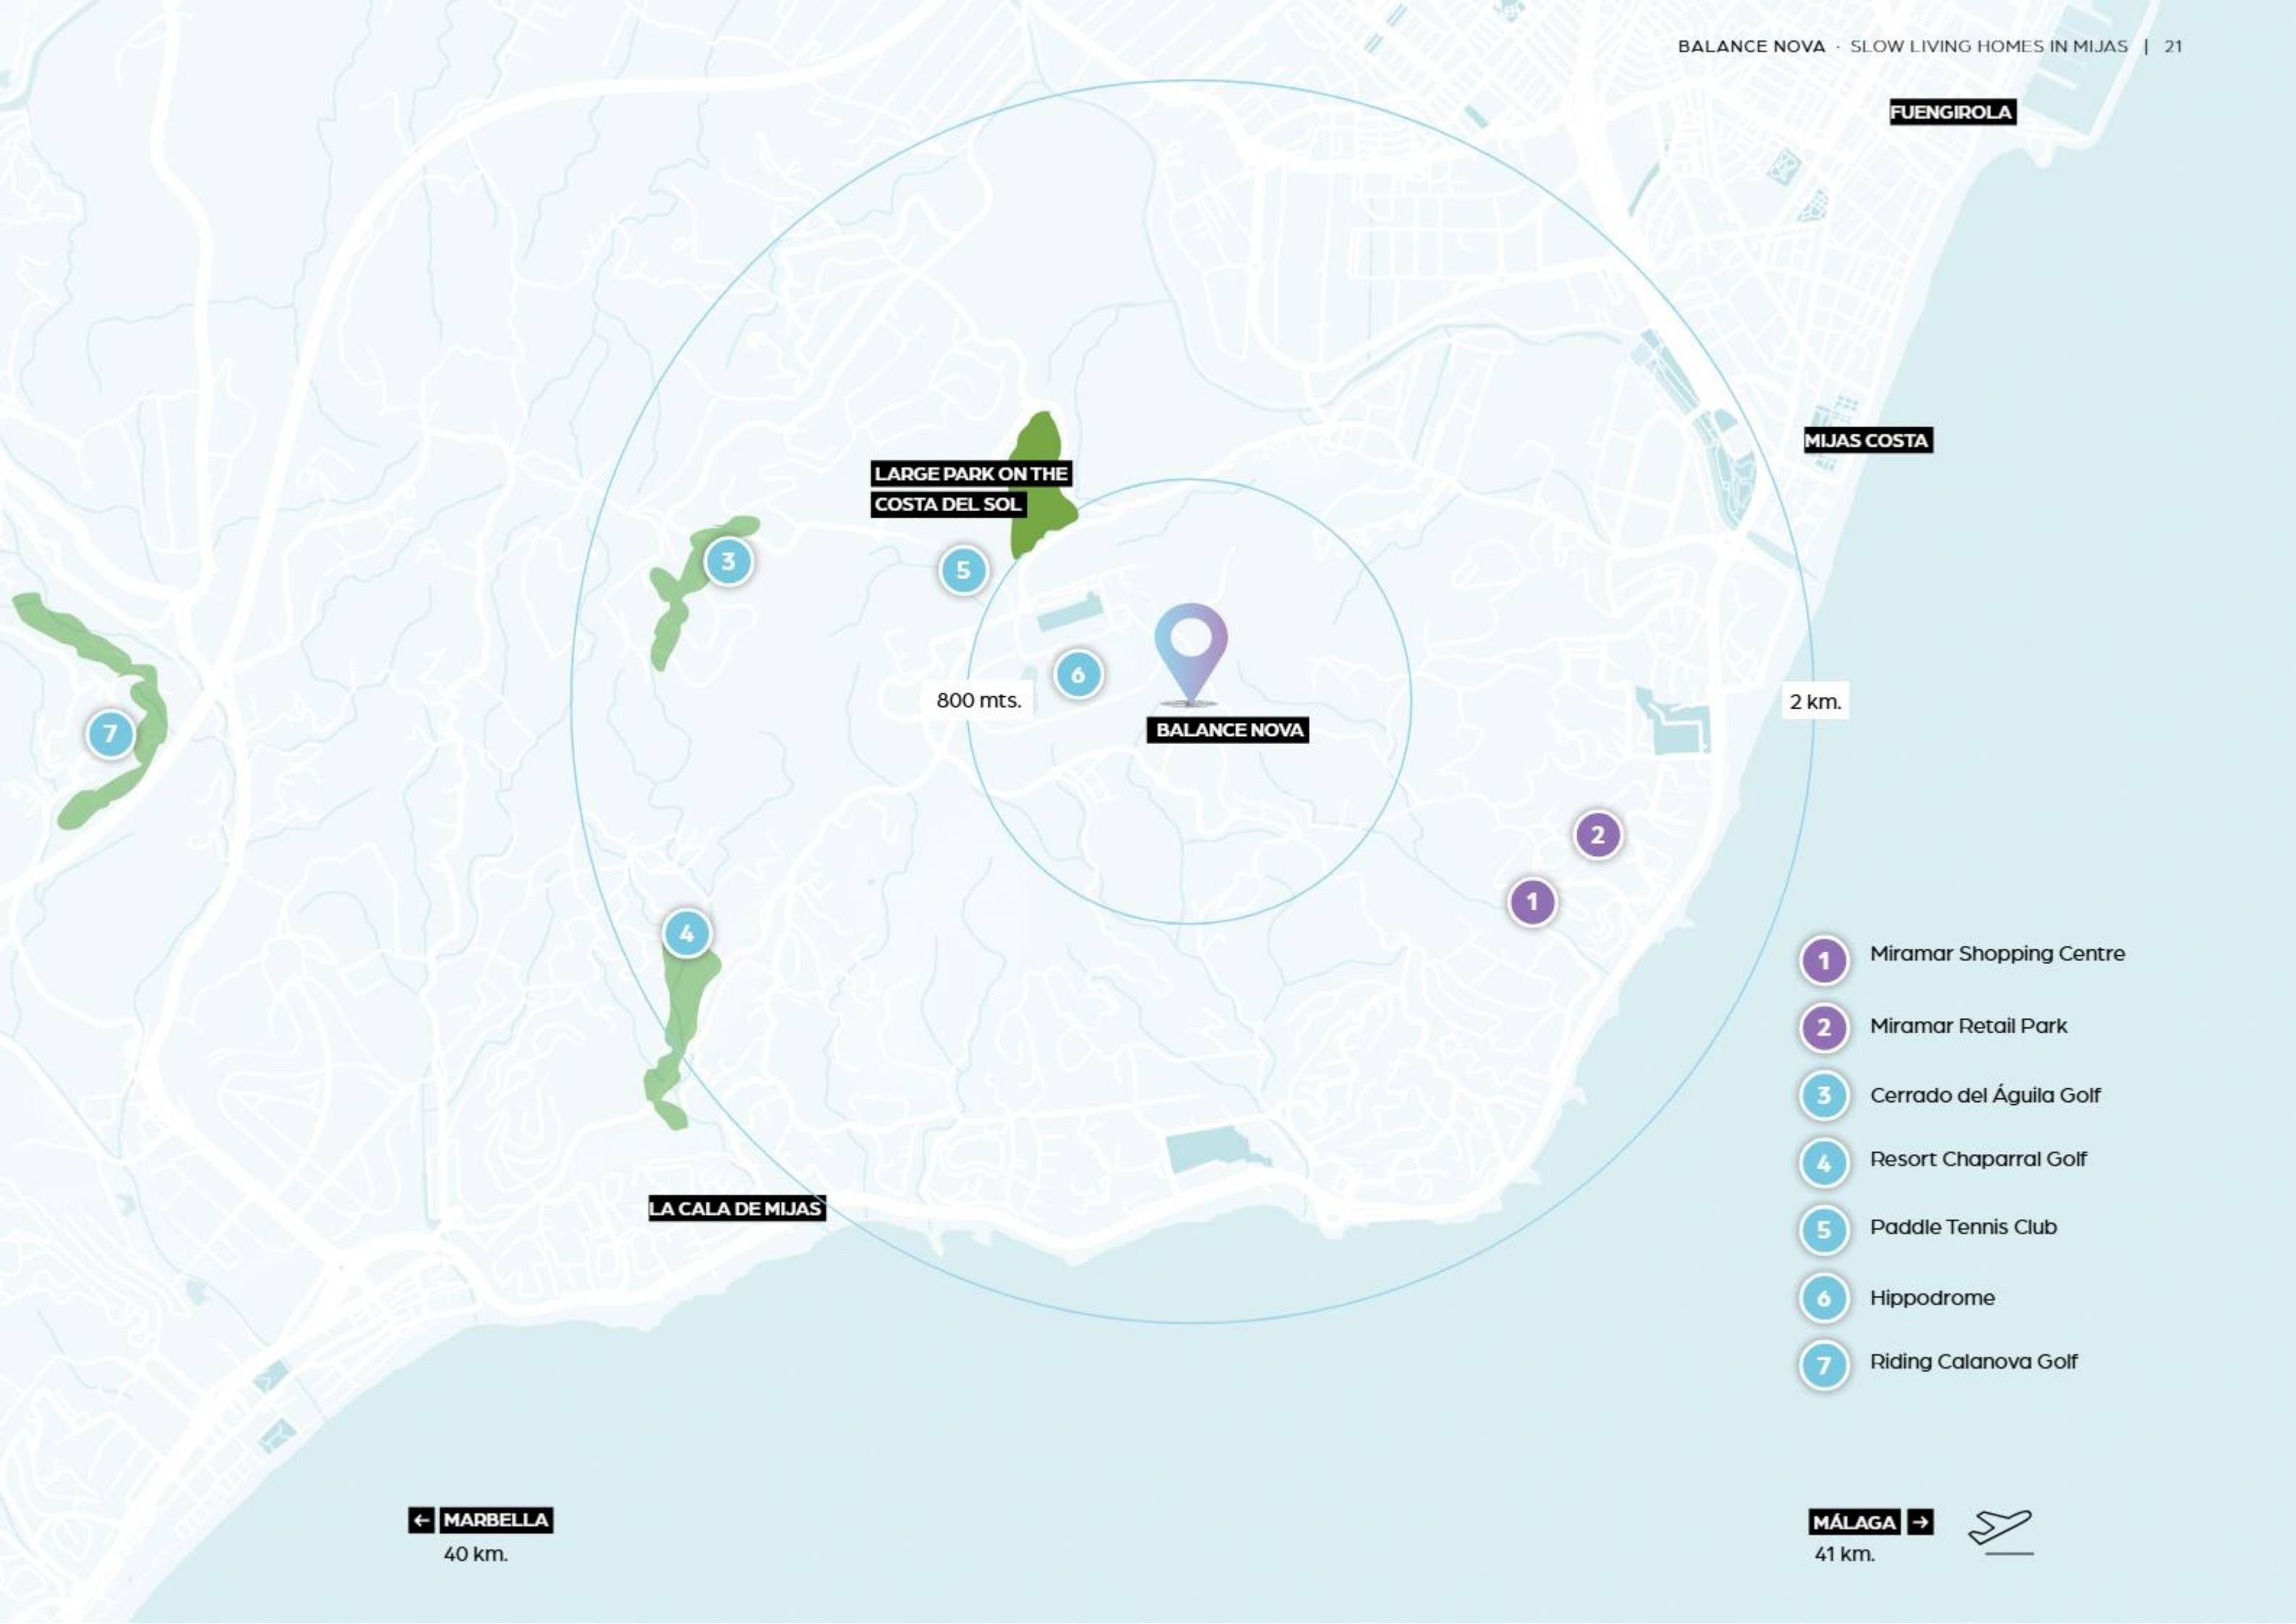 BALANCE NOVA · SLOW LIVING HOMES IN MIJAS | 21
FUENGIROLA
MIJAS COSTA
LARGE PARK ON THE
COSTA DEL SOL
3
5
6
7
800 mts.
2 km.
BALANCE NOVA
2
1
4
1 Miramar Shopping Centre
2 Miramar Retail Park
3 Cerrado del Águila Golf
4 Resort Chaparral Golf
5 Paddle Tennis Club
6 Hippodrome
7 Riding Calanova Golf
LA CALA DE MIJAS
← MARBELLA
40 km.
MÁLAGA →
41 km.